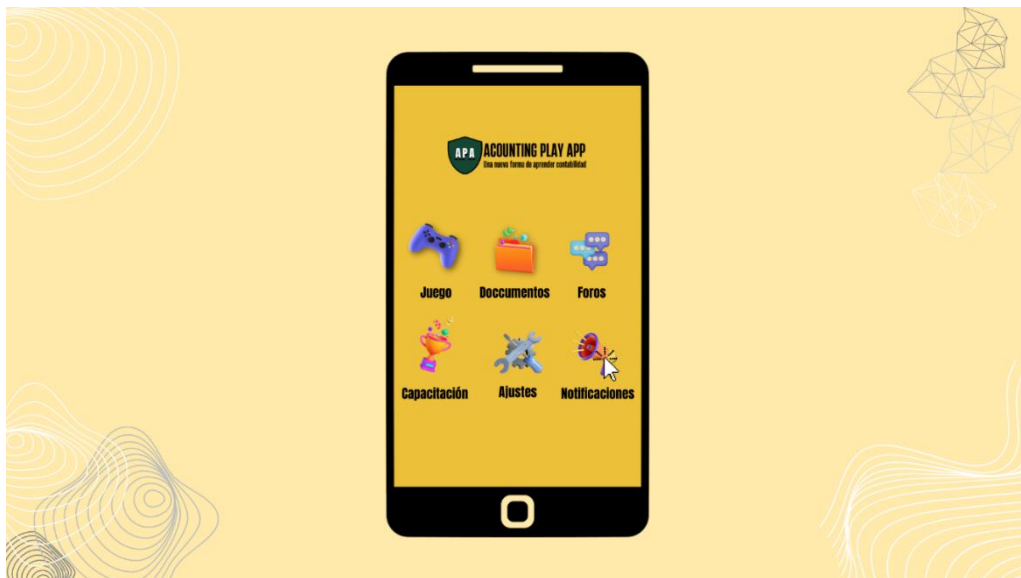 APA
ACOUNTING PLAY APP
Una nueva forma de aprender contabilidad
Juego
Doccumentos
Foros
Capacitación
Ajustes
Notificaciones